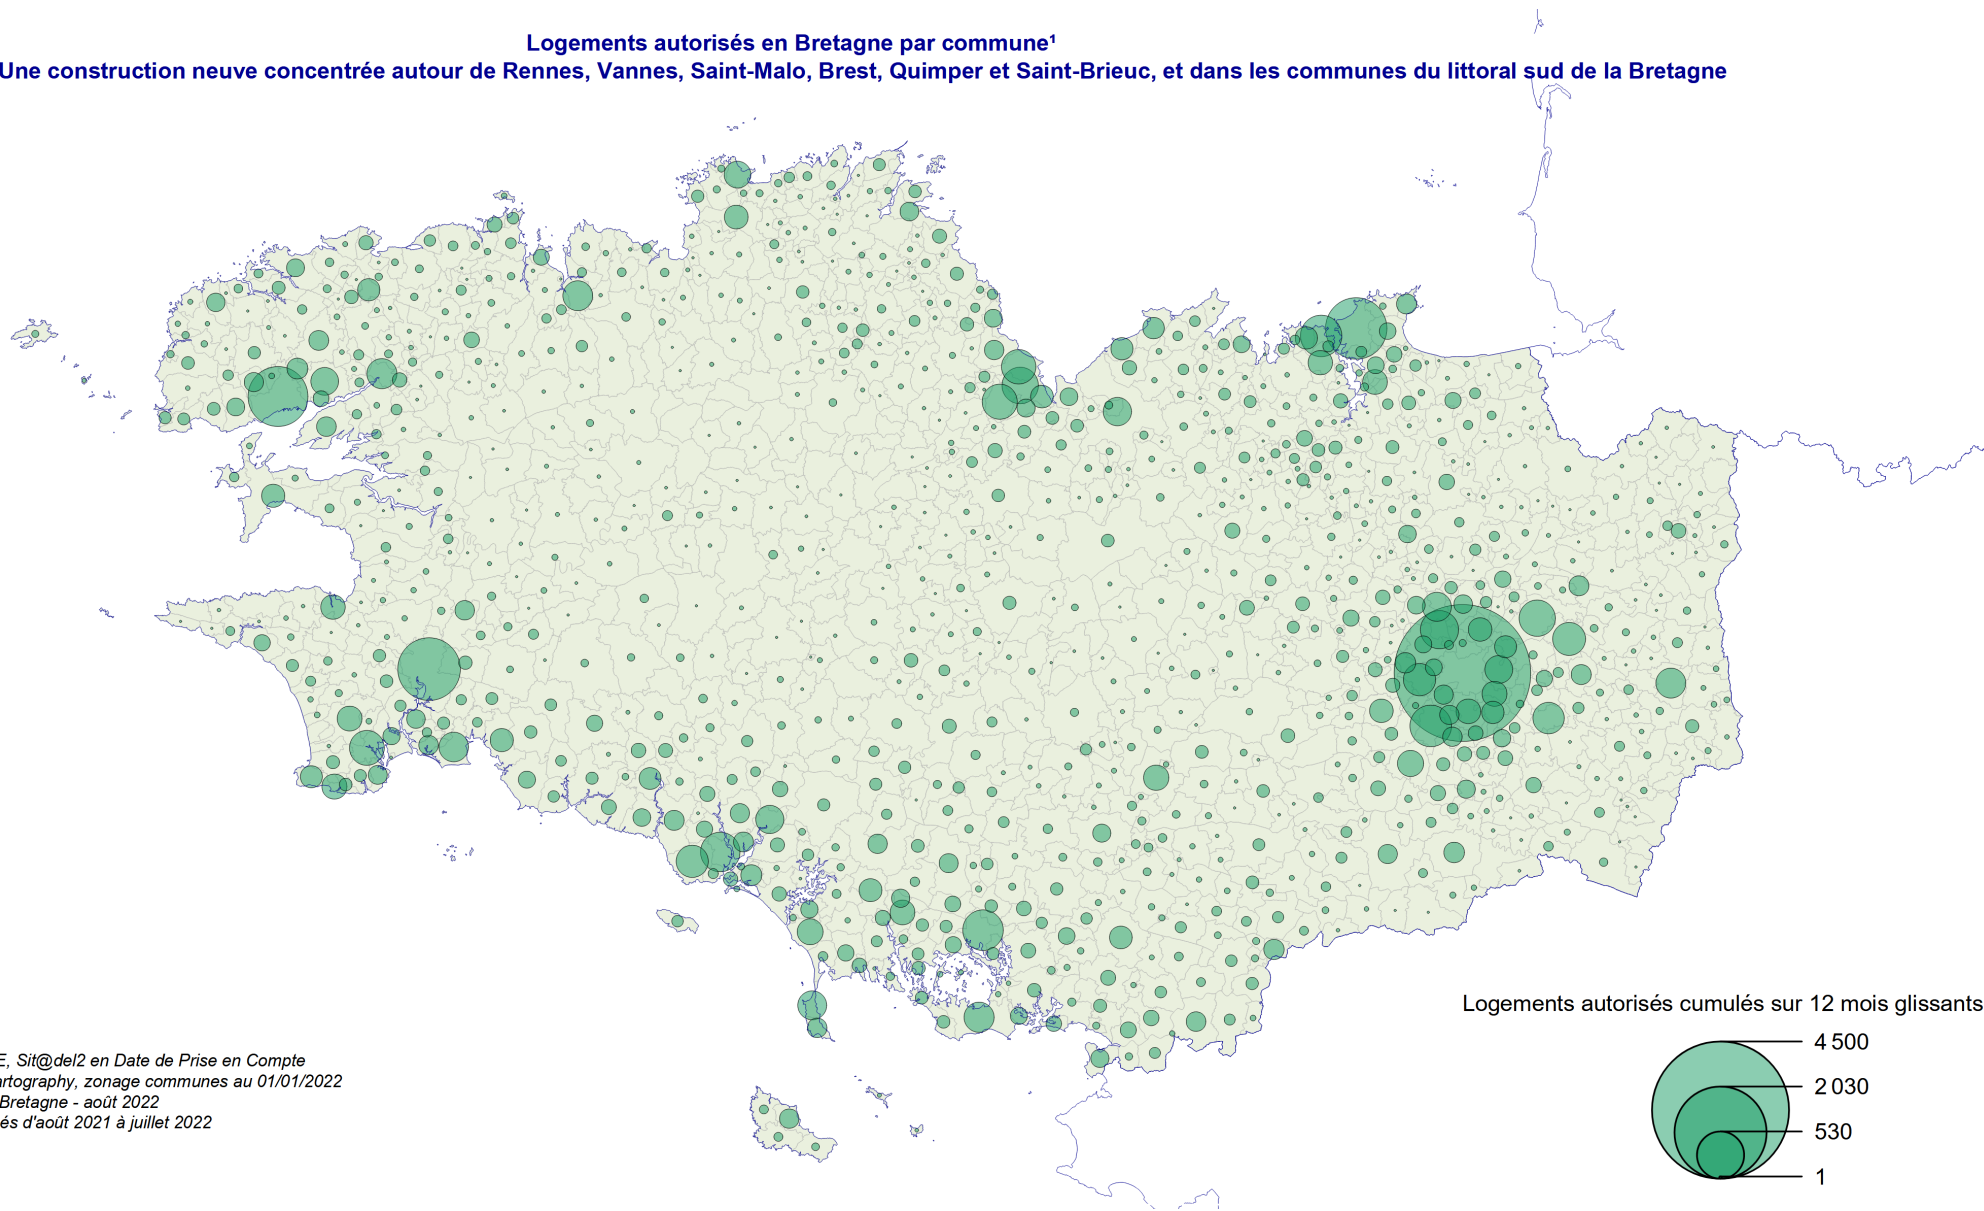 Logements autorisés en Bretagne par commune¹
Une construction neuve concentrée autour de Rennes, Vannes, Saint-Malo, Brest, Quimper et Saint-Brieuc, et dans les communes du littoral sud de la Bretagne
Logements autorisés cumulés sur 12 mois glissants
4 500
2 030
530
1
E, Sit@del2 en Date de Prise en Compte
artography, zonage communes au 01/01/2022
Bretagne - août 2022
és d'août 2021 à juillet 2022